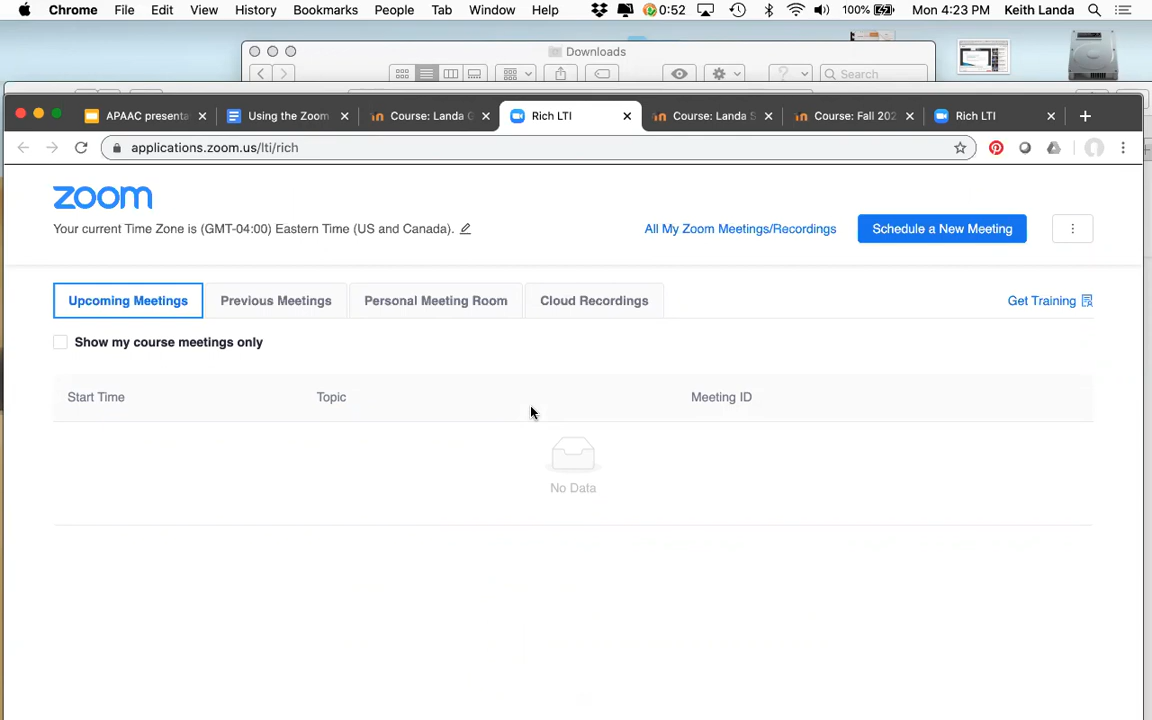 Chrome File Edit View History Bookmarks People Tab Window Help 0:52 100% Mon 4:23 PM Keith Landa
Downloads
Search
APAAC presenta Using the Zoom Course: Landa Rich LTI Course: Landa S Course: Fall 202 Rich LTI
applications.zoom.us/lti/rich
zoom
Your current Time Zone is (GMT-04:00) Eastern Time (US and Canada).
All My Zoom Meetings/Recordings
Schedule a New Meeting
Upcoming Meetings Previous Meetings Personal Meeting Room Cloud Recordings Get Training
Show my course meetings only
Start Time Topic Meeting ID
No Data